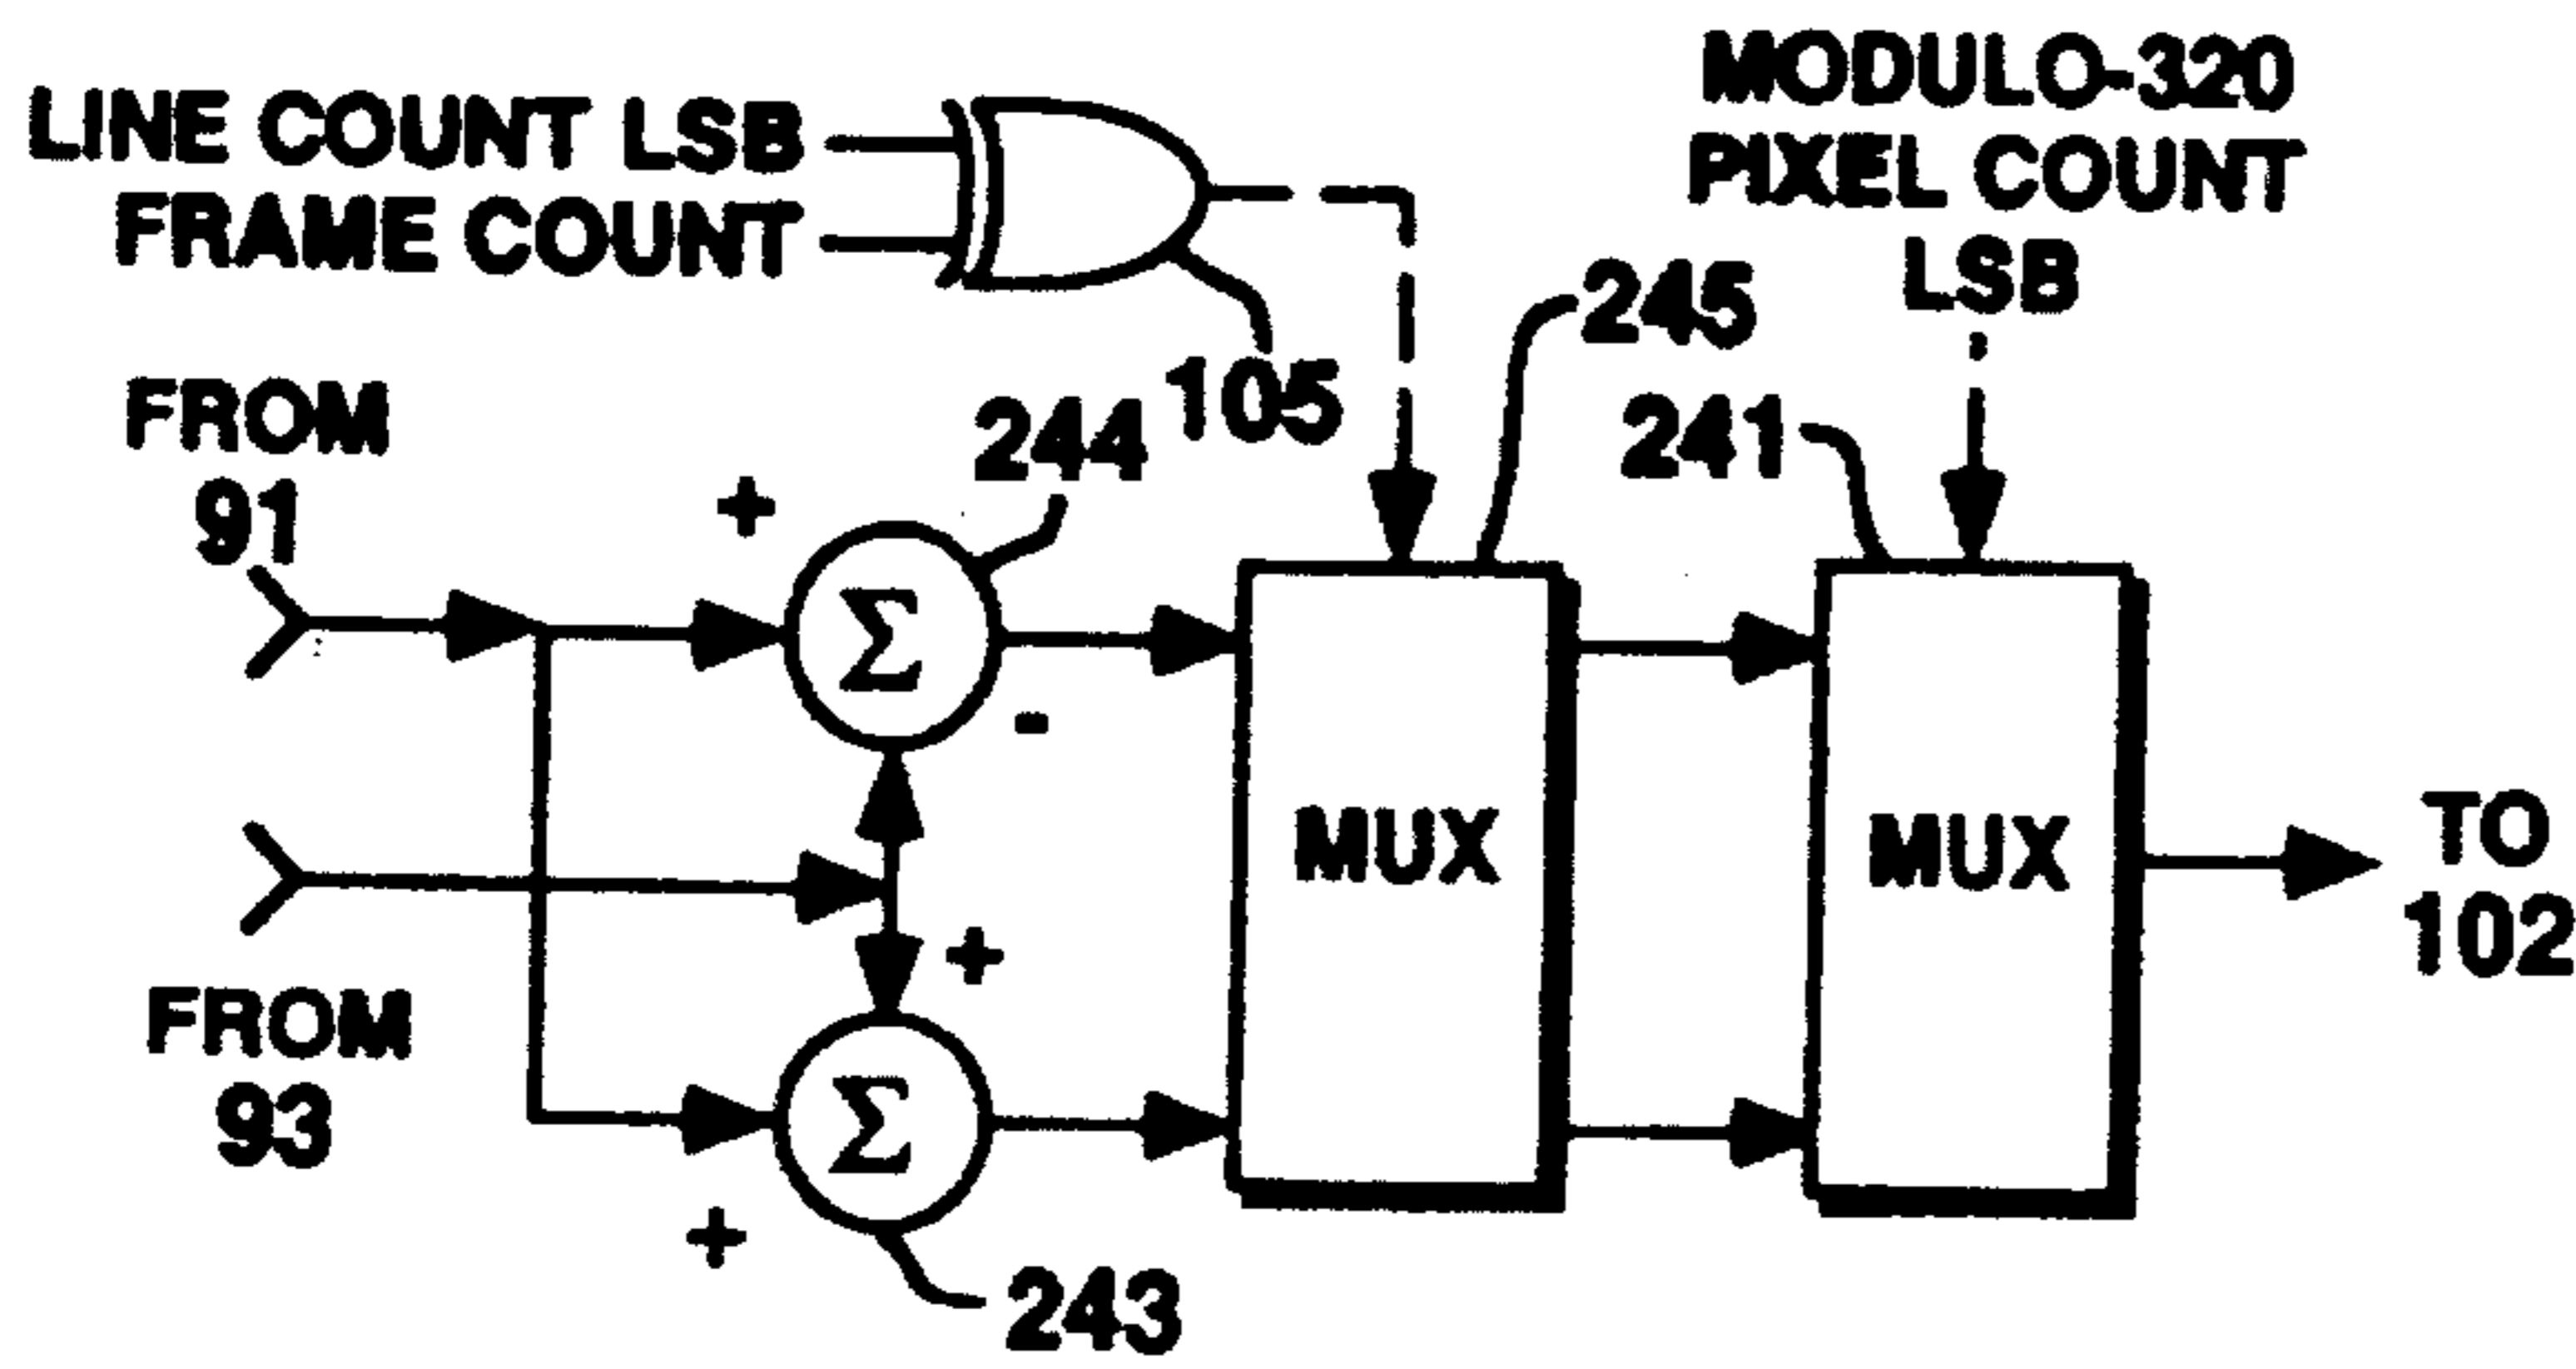 LINE COUNT LSB
FRAME COUNT
MODULO-320
PIXEL COUNT
LSB
105
245
241
244
FROM
91
+
Σ
-
MUX
MUX
TO
102
+
FROM
93
Σ
+
243